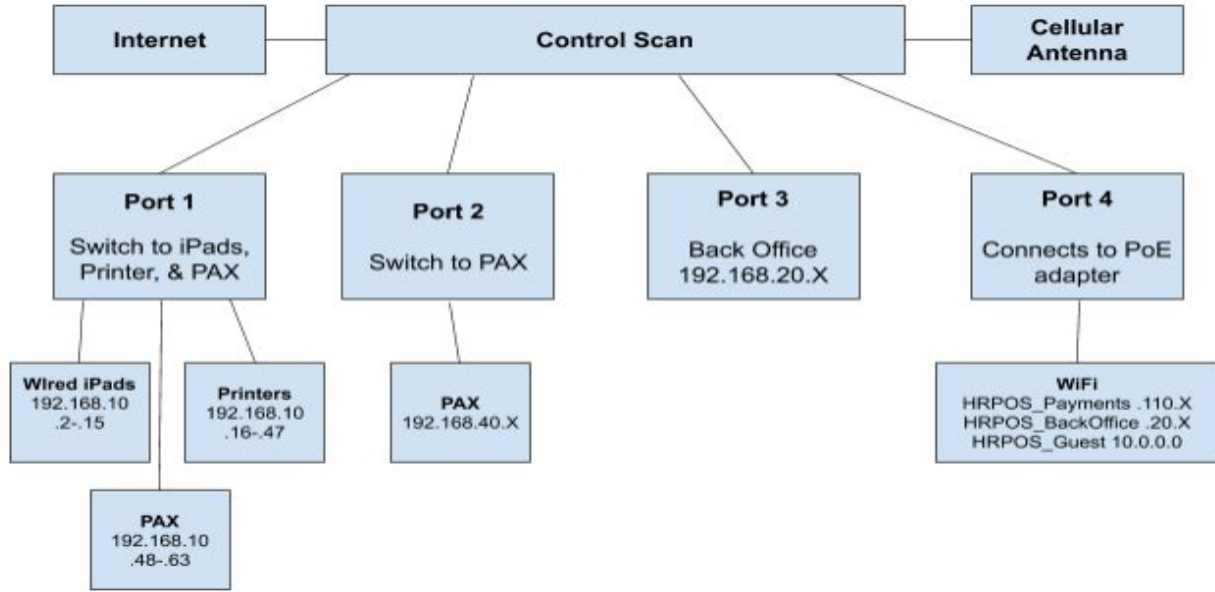 Internet
Control Scan
Cellular
Antenna
Port 1
Switch to iPads,
Printer, & PAX
Port 2
Switch to PAX
Port 3
Back Office
192.168.20.X
Port 4
Connects to PoE
adapter
WIred iPads
192.168.10
.2-.15
Printers
192.168.10
.16-.47
PAX
192.168.40.X
WiFi
HRPOS_Payments .110.X
HRPOS_BackOffice .20.X
HRPOS_Guest 10.0.0.0
PAX
192.168.10
.48-.63